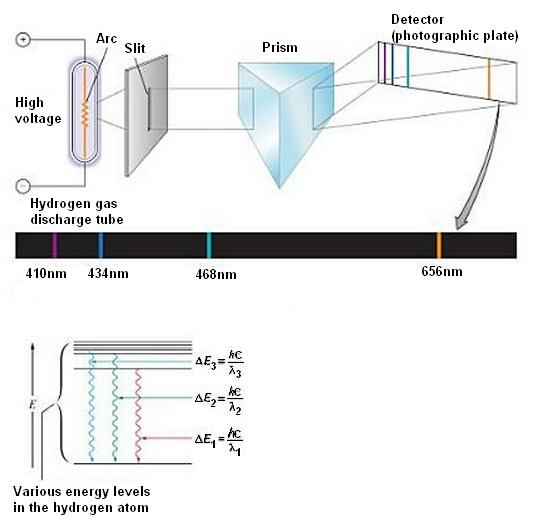 Detector
(photographic plate)
Arc
Slit
Prism
High
voltage
+
−
Hydrogen gas
discharge tube
410nm 434nm 468nm 656nm
E
ΔE3=hC/λ3
ΔE2=hC/λ2
ΔE1=hC/λ1
Various energy levels
in the hydrogen atom